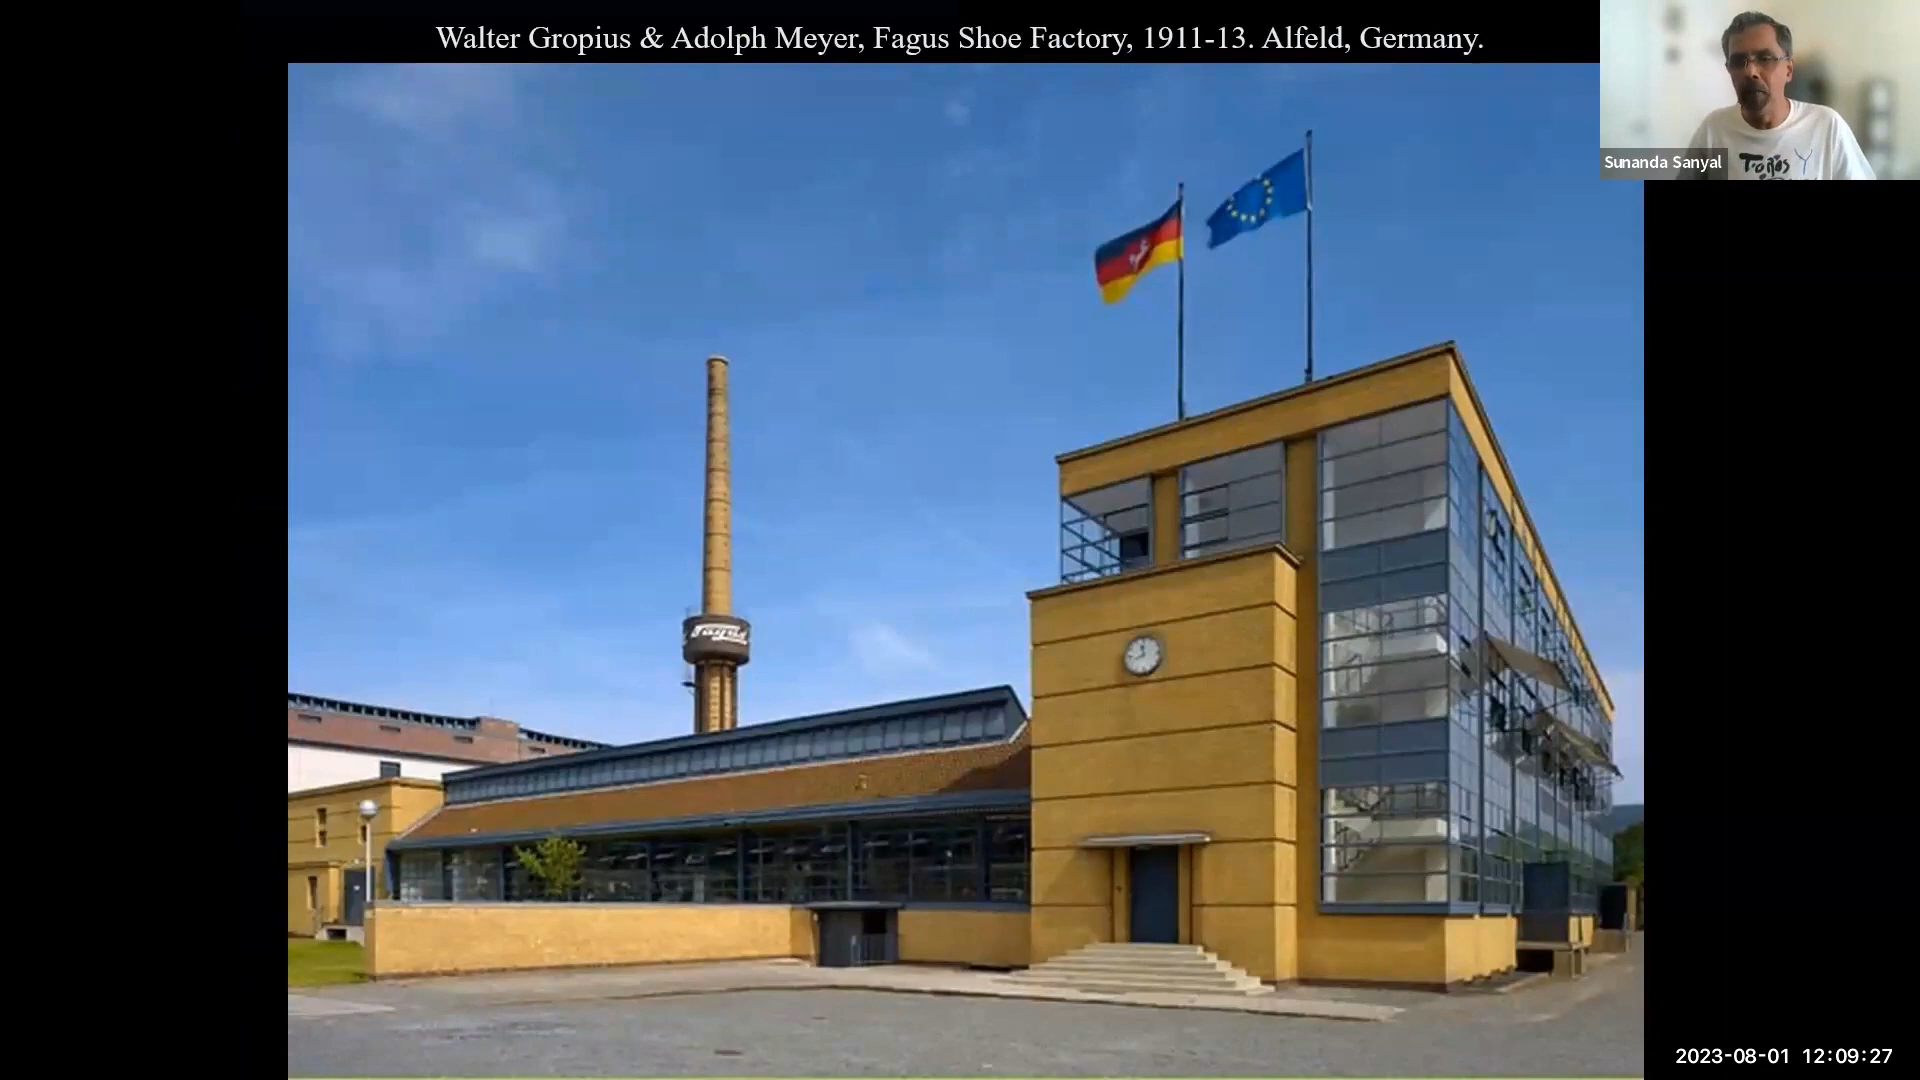 Walter Gropius & Adolph Meyer, Fagus Shoe Factory, 1911-13. Alfeld, Germany.
Sunanda Sanyal
Fagus
2023-08-01 12:09:27